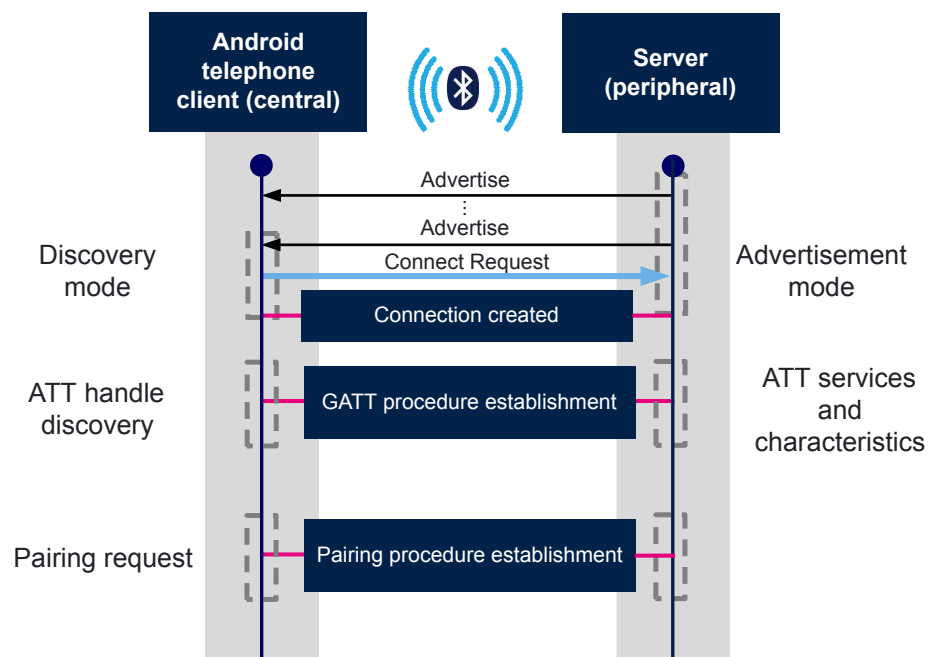 Android
telephone
client (central)
Server
(peripheral)
Advertise
Advertise
Connect Request
Discovery
mode
Advertisement
mode
Connection created
ATT handle
discovery
GATT procedure establishment
ATT services
and
characteristics
Pairing request
Pairing procedure establishment